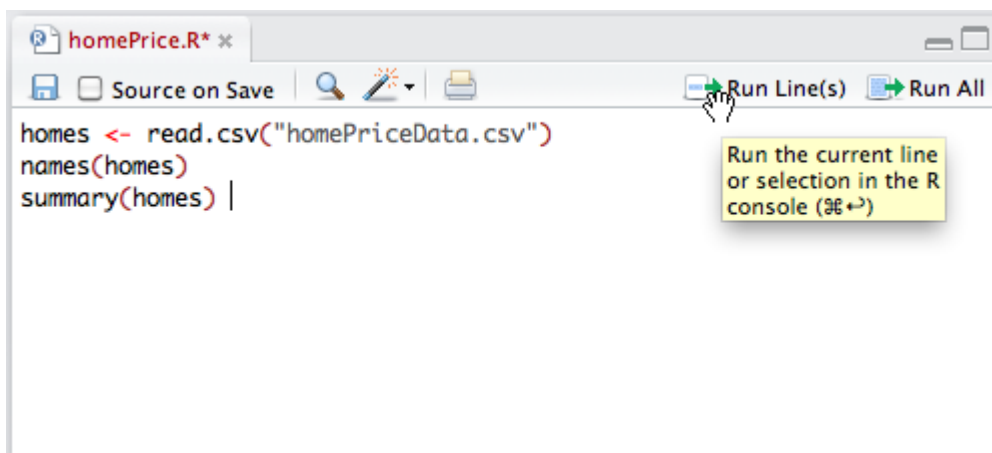 homePrice.R*
Source on Save
Run Line(s)
Run All
homes <- read.csv("homePriceData.csv")
names(homes)
summary(homes)
Run the current line
or selection in the R
console (⌘↩)